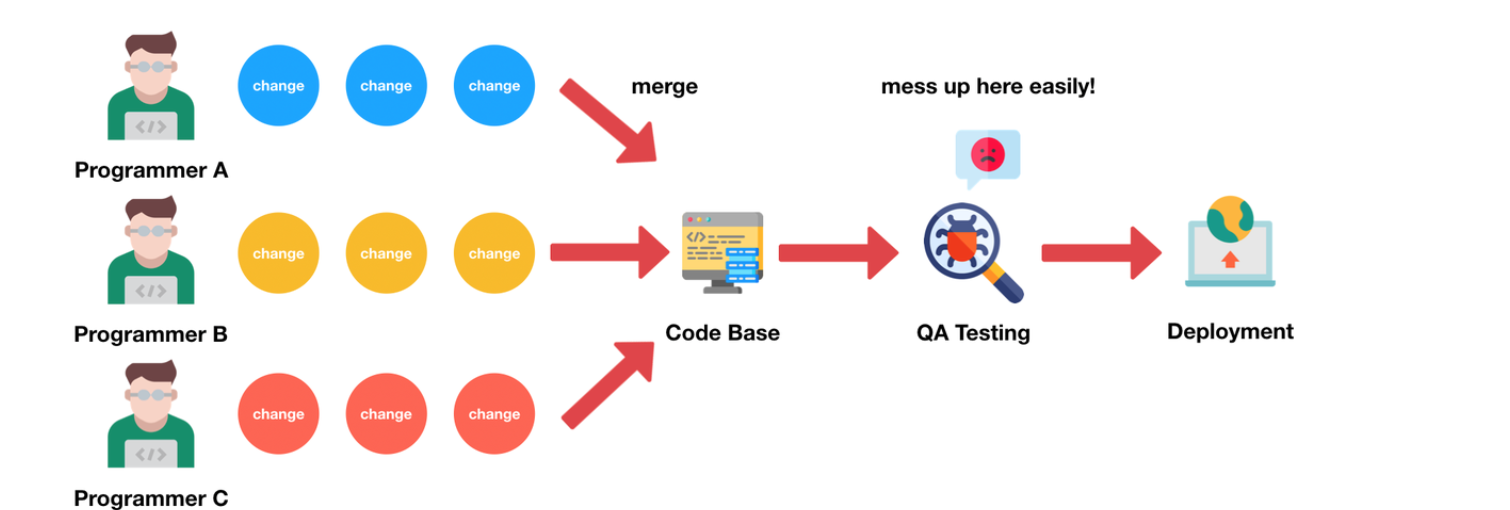 change change change
merge
mess up here easily!
</>
Programmer A
change change change
</>
</>
Programmer B
Code Base
QA Testing
Deployment
change change change
</>
Programmer C